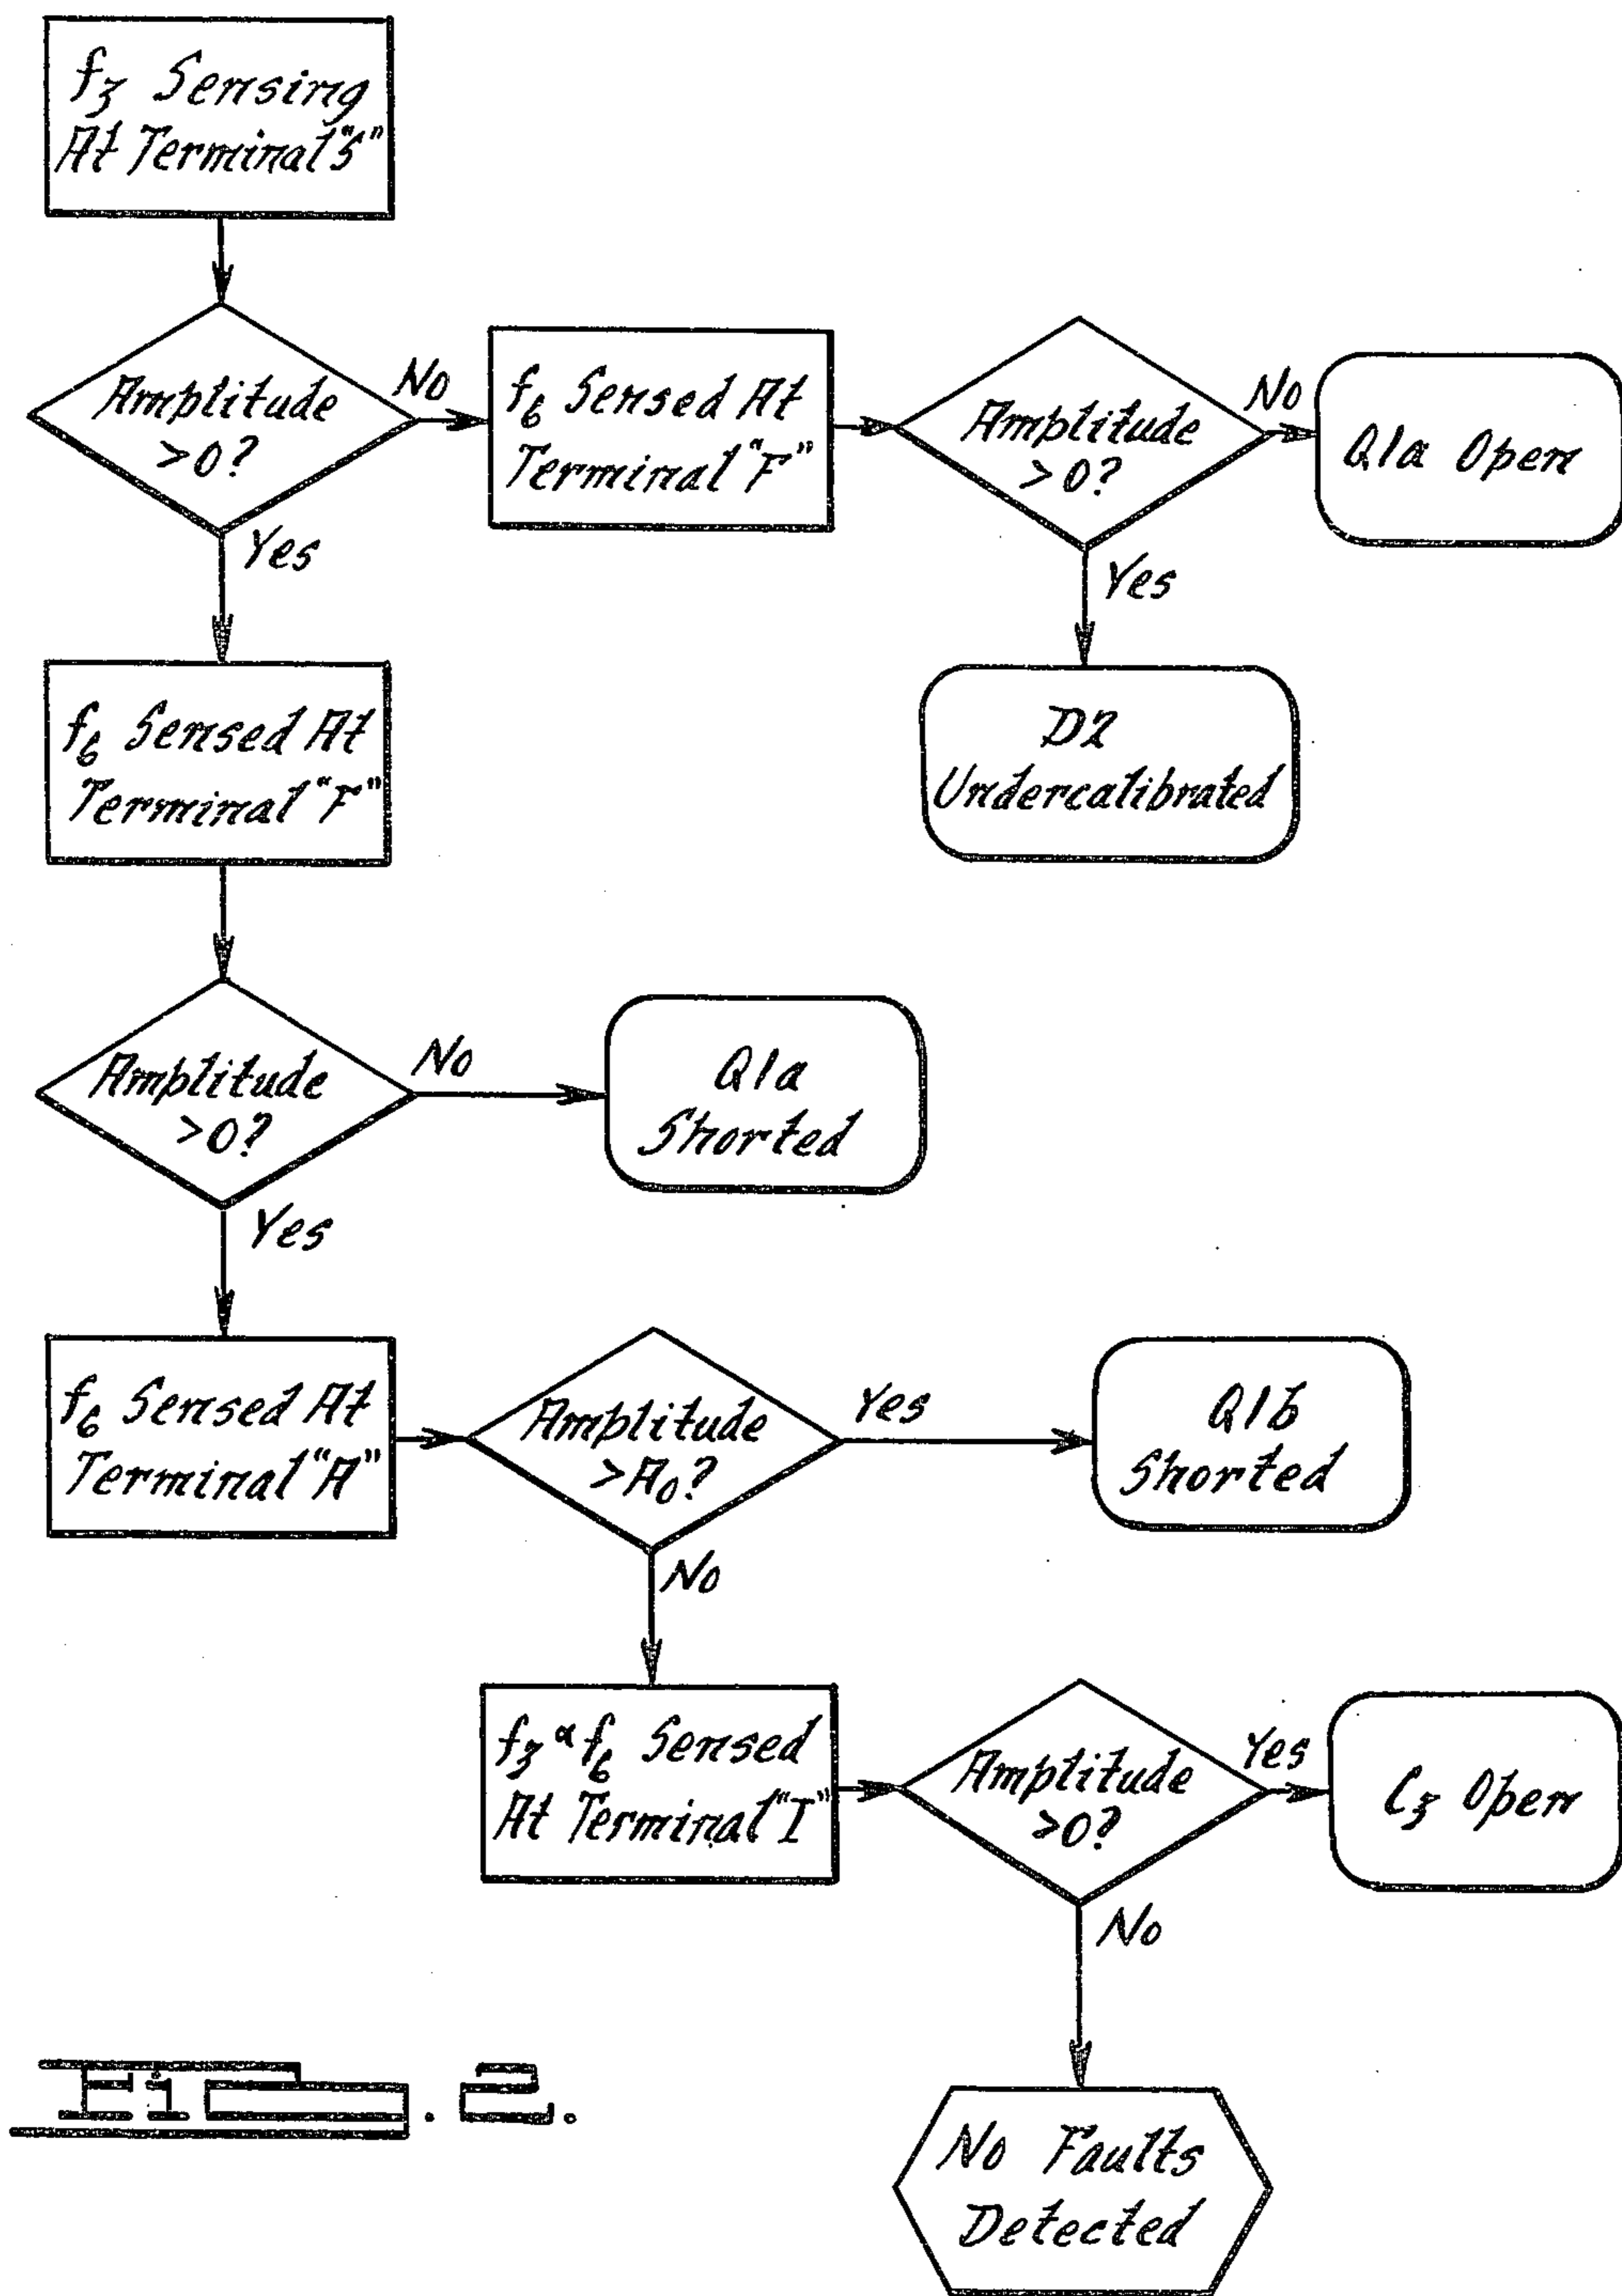 f₃ Sensing
At Terminal "S"
Amplitude
>0?
No
f₆ Sensed At
Terminal "F"
Amplitude
>0?
No
Q1a Open
Yes
Yes
D2
Undercalibrated
f₆ Sensed At
Terminal "F"
Amplitude
>0?
No
Q1a
Shorted
Yes
f₆ Sensed At
Terminal "A"
Amplitude
>A₀?
Yes
Q1b
Shorted
No
f₃ & f₆ Sensed
At Terminal "I"
Amplitude
>0?
Yes
C₃ Open
No
No Faults
Detected
FIG. 2.